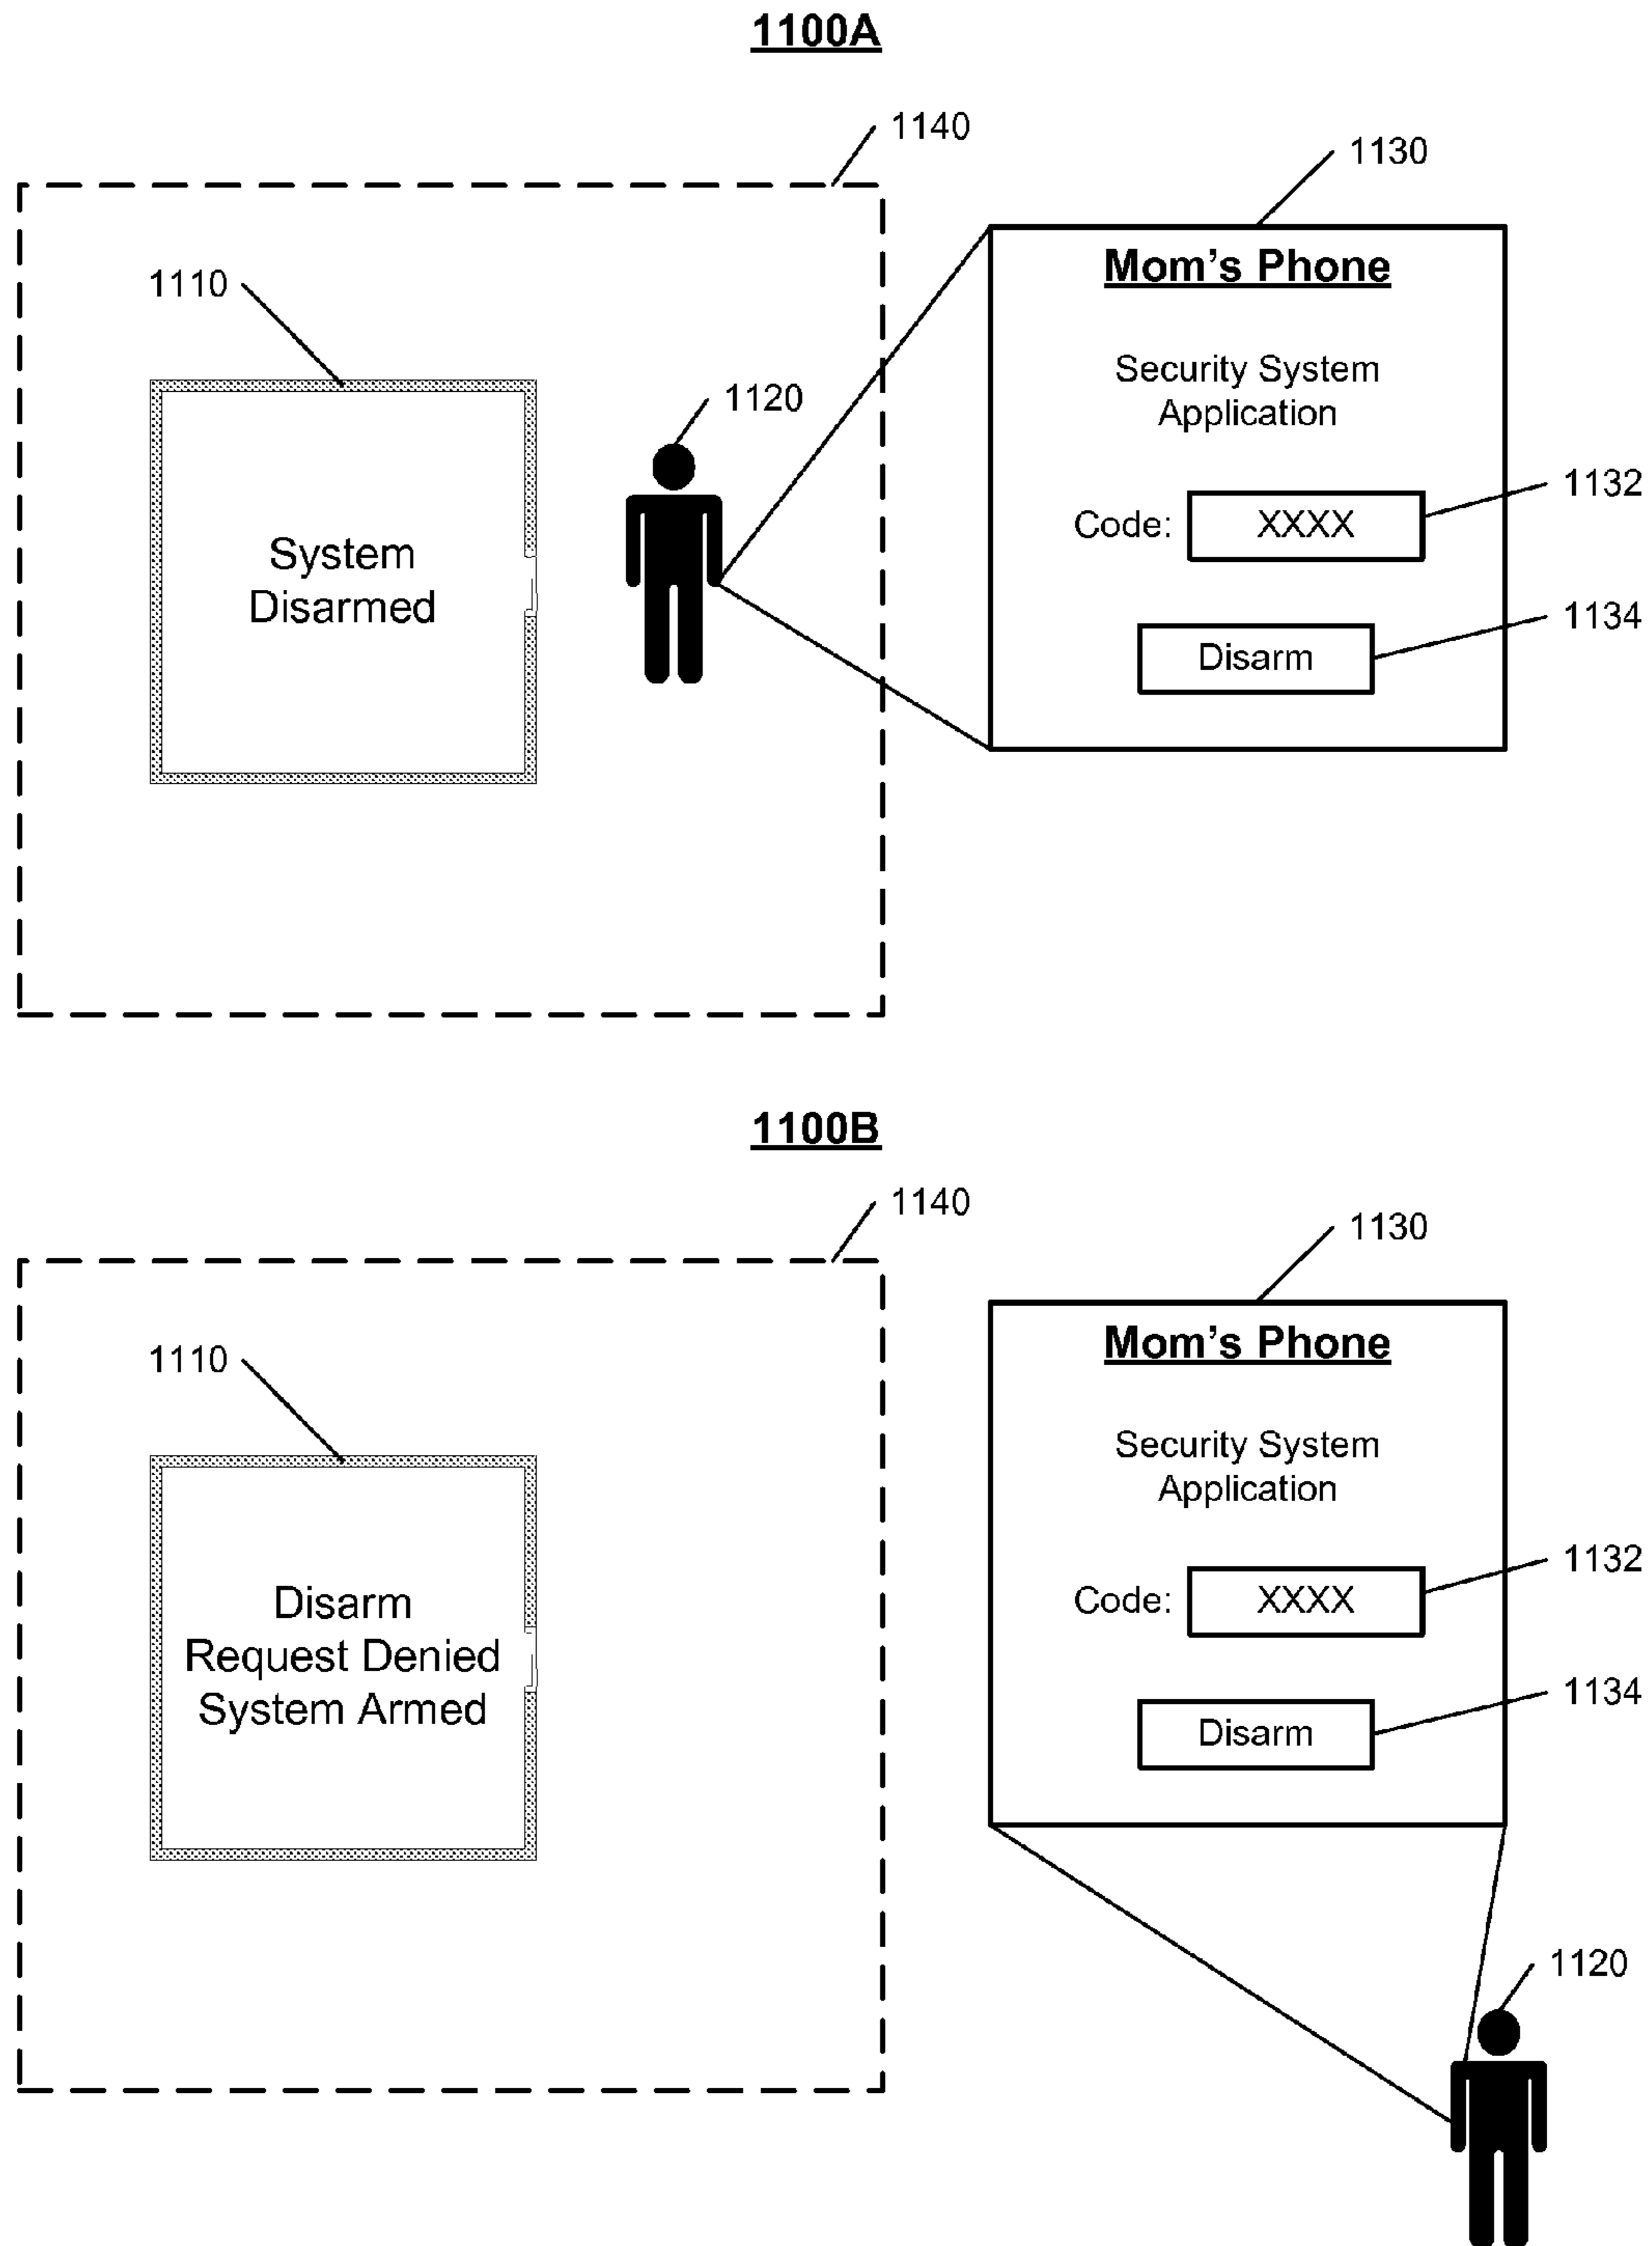 1100A
1140
1130
Mom’s Phone
1110
Security System
Application
1120
1132
Code: XXXX
System
Disarmed
1134
Disarm
1100B
1140
1130
Mom’s Phone
1110
Security System
Application
1132
Code: XXXX
Disarm
Request Denied
System Armed
1134
Disarm
1120